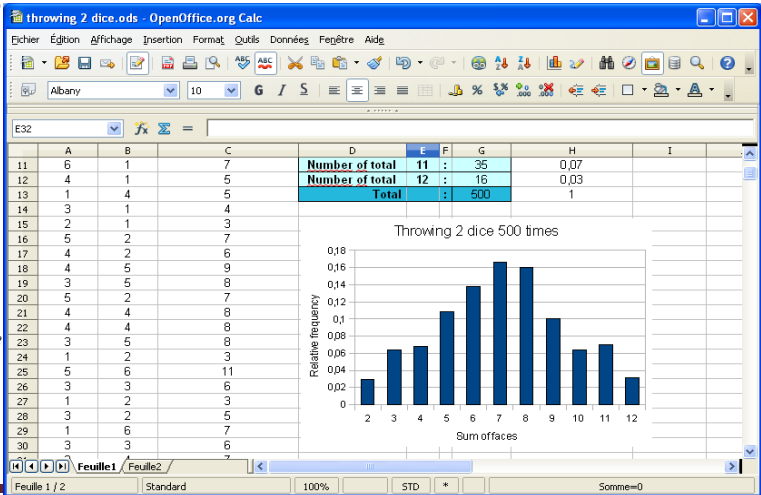 throwing 2 dice.ods - OpenOffice.org Calc
Fichier Édition Affichage Insertion Format Outils Données Fenêtre Aide
ABC ABC
Albany 10 G I S % $% 0,00 0,00 A
E32 fx Σ =
A B C D E F G H I
11 6 1 7 Number of total 11 : 35 0,07
12 4 1 5 Number of total 12 : 16 0,03
13 1 4 5 Total : 500 1
14 3 1 4
15 2 1 3
16 5 2 7
17 4 2 6
18 4 5 9
19 3 5 8
20 5 2 7
21 4 4 8
22 4 4 8
23 3 5 8
24 1 2 3
25 5 6 11
26 3 3 6
27 1 2 3
28 3 2 5
29 1 6 7
30 3 3 6
Throwing 2 dice 500 times
Relative frequency
0,18
0,16
0,14
0,12
0,1
0,08
0,06
0,04
0,02
0
2 3 4 5 6 7 8 9 10 11 12
Sum of faces
Feuille1 Feuille2
Feuille 1 / 2 Standard 100% STD * Somme=0